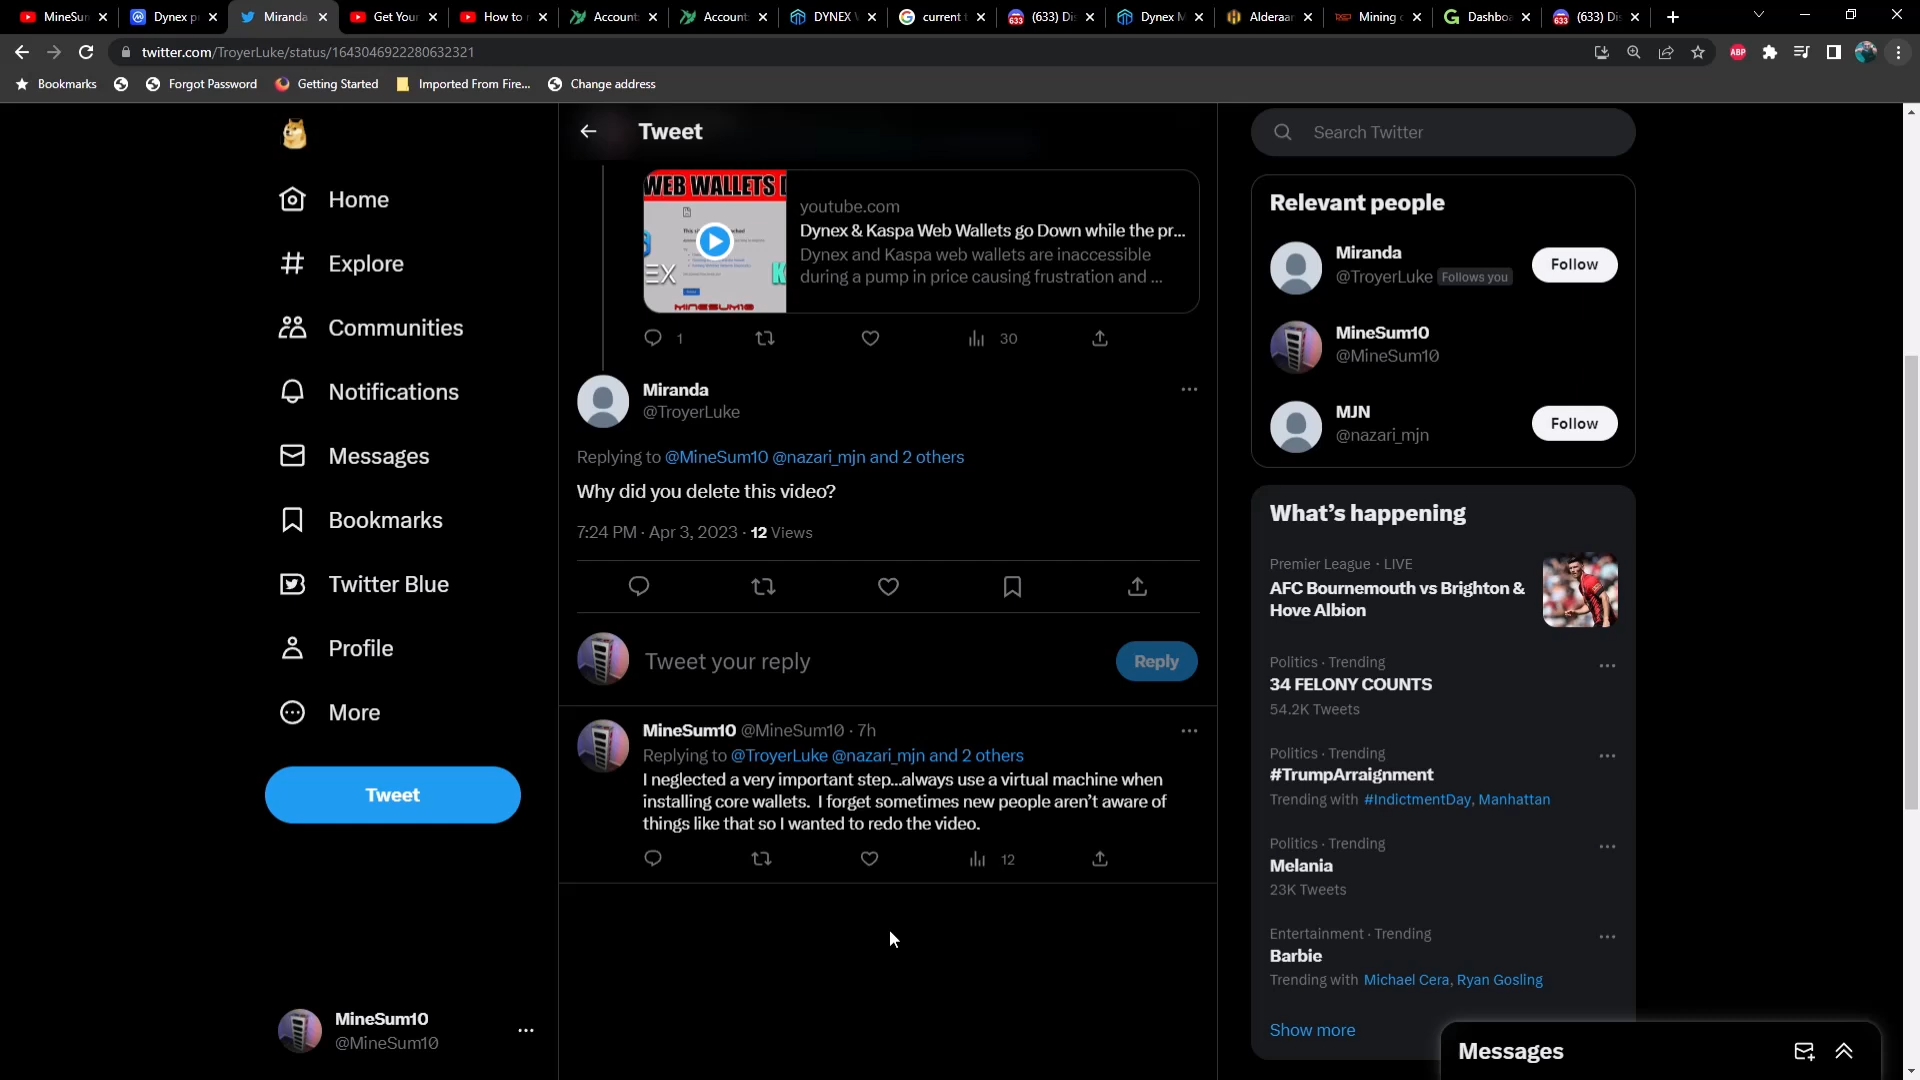 MineSum
Dynex p
Miranda
Get Your
How to r
Account
Account
DYNEX
current t
(633) Di
Dynex M
Alderaan
Mining c
Dashboa
(633) Di
twitter.com/TroyerLuke/status/1643046922280632321
ABP
Bookmarks
Forgot Password
Getting Started
Imported From Fire...
Change address
Home
Explore
Communities
Notifications
Messages
Bookmarks
Twitter Blue
Profile
More
Tweet
MineSum10
@MineSum10
Tweet
WEB WALLETS D
EX
MINESUM10
youtube.com
Dynex & Kaspa Web Wallets go Down while the pr...
Dynex and Kaspa web wallets are inaccessible
during a pump in price causing frustration and ...
1
30
Miranda
@TroyerLuke
Replying to @MineSum10 @nazari_mjn and 2 others
Why did you delete this video?
7:24 PM · Apr 3, 2023 · 12 Views
Tweet your reply
Reply
MineSum10 @MineSum10 · 7h
Replying to @TroyerLuke @nazari_mjn and 2 others
I neglected a very important step...always use a virtual machine when
installing core wallets. I forget sometimes new people aren't aware of
things like that so I wanted to redo the video.
12
Search Twitter
Relevant people
Miranda
@TroyerLuke Follows you
Follow
MineSum10
@MineSum10
MJN
@nazari_mjn
Follow
What's happening
Premier League · LIVE
AFC Bournemouth vs Brighton &
Hove Albion
Politics · Trending
34 FELONY COUNTS
54.2K Tweets
Politics · Trending
#TrumpArraignment
Trending with #IndictmentDay, Manhattan
Politics · Trending
Melania
23K Tweets
Entertainment · Trending
Barbie
Trending with Michael Cera, Ryan Gosling
Show more
Messages